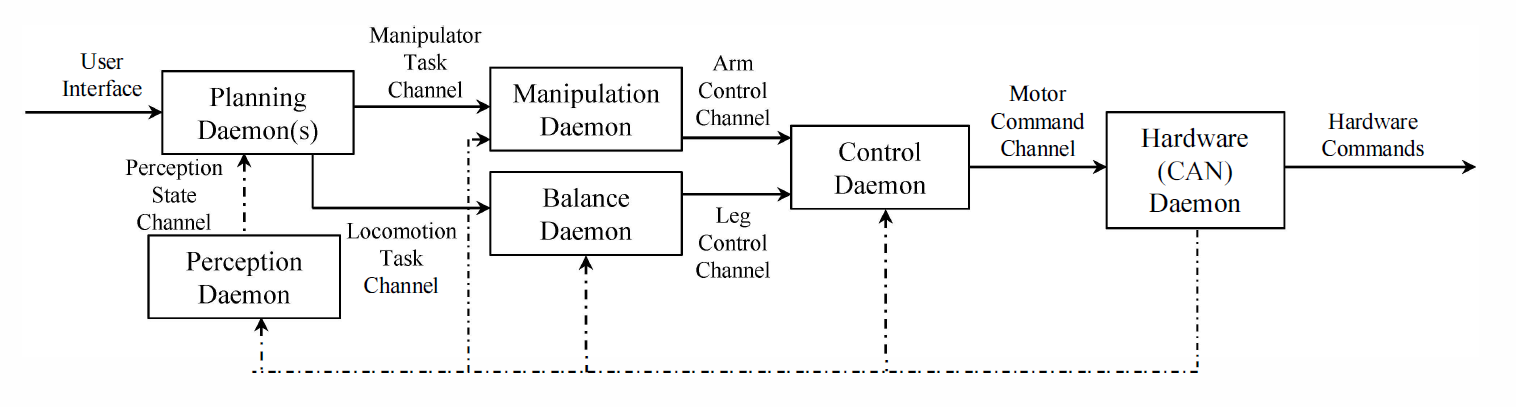 User
Interface
Planning
Daemon(s)
Manipulator
Task
Channel
Manipulation
Daemon
Arm
Control
Channel
Control
Daemon
Motor
Command
Channel
Hardware
(CAN)
Daemon
Hardware
Commands
Perception
State
Channel
Perception
Daemon
Locomotion
Task
Channel
Balance
Daemon
Leg
Control
Channel